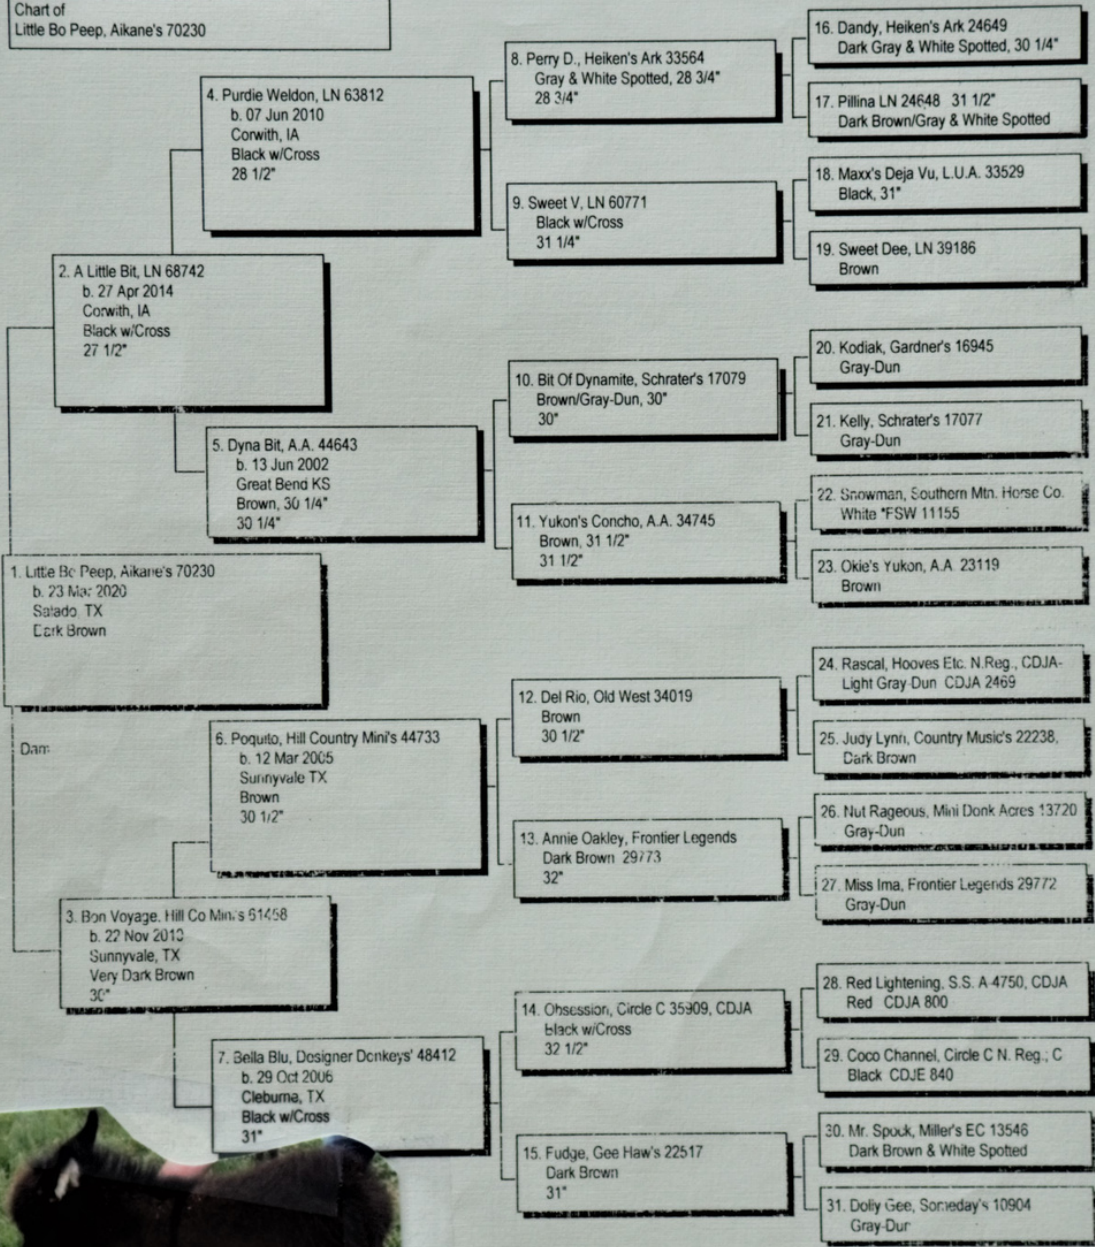 Chart of
Little Bo Peep, Aikane's 70230
1. Little Bo Peep, Aikane's 70230
b. 23 Mar 2020
Salado, TX
Dark Brown
Dam
2. A Little Bit, LN 68742
b. 27 Apr 2014
Corwith, IA
Black w/Cross
27 1/2"
3. Bon Voyage, Hill Co Mini's 61458
b. 22 Nov 2013
Sunnyvale, TX
Very Dark Brown
30"
4. Purdie Weldon, LN 63812
b. 07 Jun 2010
Corwith, IA
Black w/Cross
28 1/2"
5. Dyna Bit, A.A. 44643
b. 13 Jun 2002
Great Bend KS
Brown, 30 1/4"
30 1/4"
6. Poquito, Hill Country Mini's 44733
b. 12 Mar 2005
Sunnyvale TX
Brown
30 1/2"
7. Bella Blu, Designer Donkeys' 48412
b. 29 Oct 2006
Cleburna, TX
Black w/Cross
31"
8. Perry D., Heiken's Ark 33564
Gray & White Spotted, 28 3/4"
28 3/4"
9. Sweet V, LN 60771
Black w/Cross
31 1/4"
10. Bit Of Dynamite, Schrater's 17079
Brown/Gray-Dun, 30"
30"
11. Yukon's Concho, A.A. 34745
Brown, 31 1/2"
31 1/2"
12. Del Rio, Old West 34019
Brown
30 1/2"
13. Annie Oakley, Frontier Legends
Dark Brown 29773
32"
14. Obsession, Circle C 35909, CDJA
Black w/Cross
32 1/2"
15. Fudge, Gee Haw's 22517
Dark Brown
31"
16. Dandy, Heiken's Ark 24649
Dark Gray & White Spotted, 30 1/4"
17. Pillina LN 24648 31 1/2"
Dark Brown/Gray & White Spotted
18. Maxx's Deja Vu, L.U.A. 33529
Black, 31"
19. Sweet Dee, LN 39186
Brown
20. Kodiak, Gardner's 16945
Gray-Dun
21. Kelly, Schrater's 17077
Gray-Dun
22. Snowman, Southern Mtn. Horse Co.
White *FSW 11155
23. Okie's Yukon, A.A. 23119
Brown
24. Rascal, Hooves Etc. N.Reg., CDJA-
Light Gray-Dun CDJA 2469
25. Judy Lynn, Country Music's 22238,
Dark Brown
26. Nut Rageous, Mini Donk Acres 13720
Gray-Dun
27. Miss Ima, Frontier Legends 29772
Gray-Dun
28. Red Lightening, S.S. A-4750, CDJA
Red CDJA 800
29. Coco Channel, Circle C N. Reg.; C
Black CDJE 840
30. Mr. Spock, Miller's EC 13546
Dark Brown & White Spotted
31. Dolly Gee, Someday's 10904
Gray-Dun